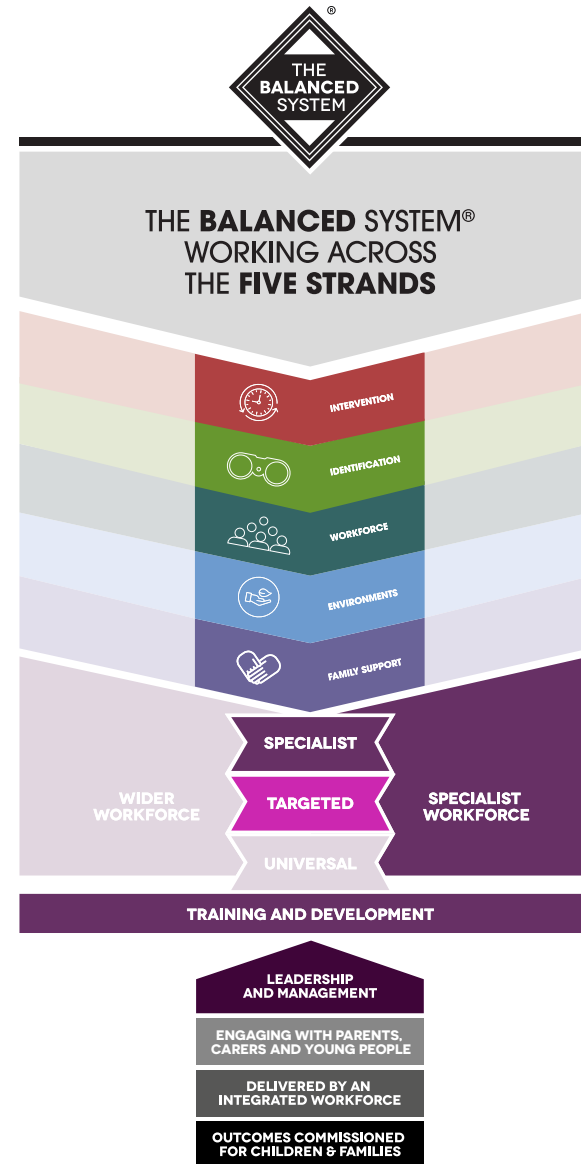 ®
THE
BALANCED
SYSTEM
THE BALANCED SYSTEM®
WORKING ACROSS
THE FIVE STRANDS
INTERVENTION
IDENTIFICATION
WORKFORCE
ENVIRONMENTS
FAMILY SUPPORT
SPECIALIST
WIDER
WORKFORCE
TARGETED
SPECIALIST
WORKFORCE
UNIVERSAL
TRAINING AND DEVELOPMENT
LEADERSHIP
AND MANAGEMENT
ENGAGING WITH PARENTS,
CARERS AND YOUNG PEOPLE
DELIVERED BY AN
INTEGRATED WORKFORCE
OUTCOMES COMMISSIONED
FOR CHILDREN & FAMILIES